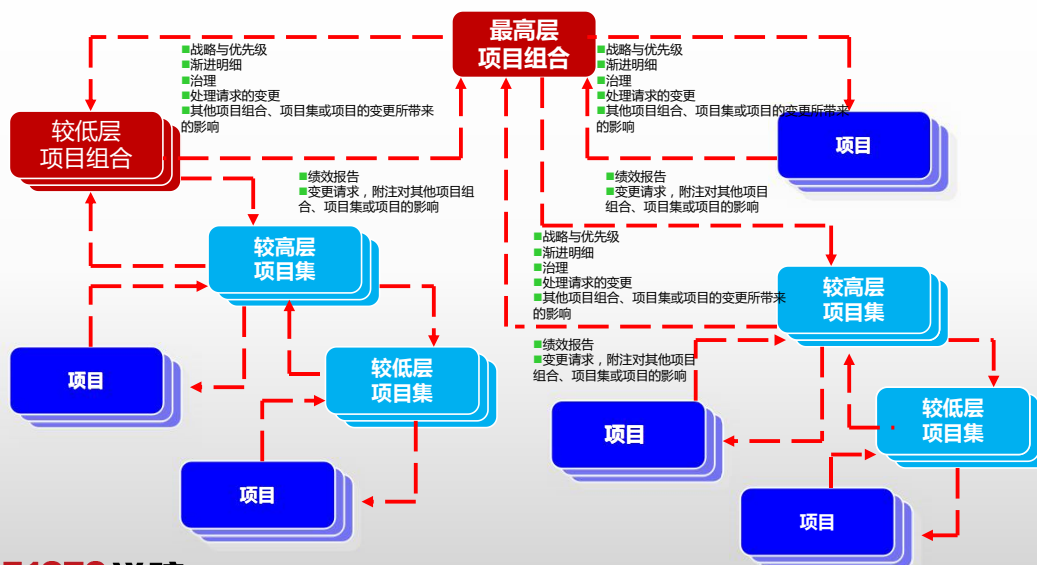 最高层
项目组合
■战略与优先级
■渐进明细
■治理
■处理请求的变更
■其他项目组合、项目集或项目的变更所带来
的影响
■战略与优先级
■渐进明细
■治理
■处理请求的变更
■其他项目组合、项目集或项目的变更所带来
的影响
较低层
项目组合
项目
■绩效报告
■变更请求，附注对其他项目组
合、项目集或项目的影响
■绩效报告
■变更请求，附注对其他项目
组合、项目集或项目的影响
较高层
项目集
■战略与优先级
■渐进明细
■治理
■处理请求的变更
■其他项目组合、项目集或项目的变更所带来
的影响
较高层
项目集
■绩效报告
■变更请求，附注对其他项目
组合、项目集或项目的影响
项目
较低层
项目集
项目
较低层
项目集
项目
项目